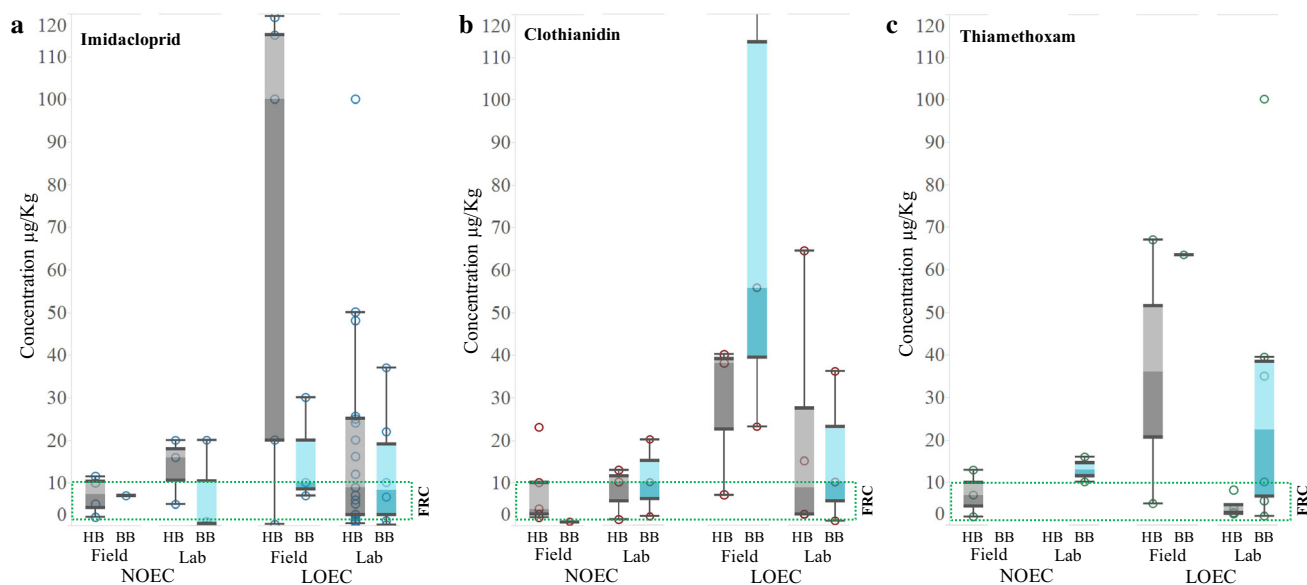 a
Imidacloprid
Concentration µg/Kg
120
110
100
90
80
70
60
50
40
30
20
10
0
FRC
HB BB HB BB HB BB HB BB
Field Lab Field Lab
NOEC LOEC
b
Clothianidin
Concentration µg/Kg
120
110
100
90
80
70
60
50
40
30
20
10
0
FRC
HB BB HB BB HB BB HB BB
Field Lab Field Lab
NOEC LOEC
c
Thiamethoxam
Concentration µg/Kg
120
110
100
90
80
70
60
50
40
30
20
10
0
FRC
HB BB HB BB HB BB HB BB
Field Lab Field Lab
NOEC LOEC